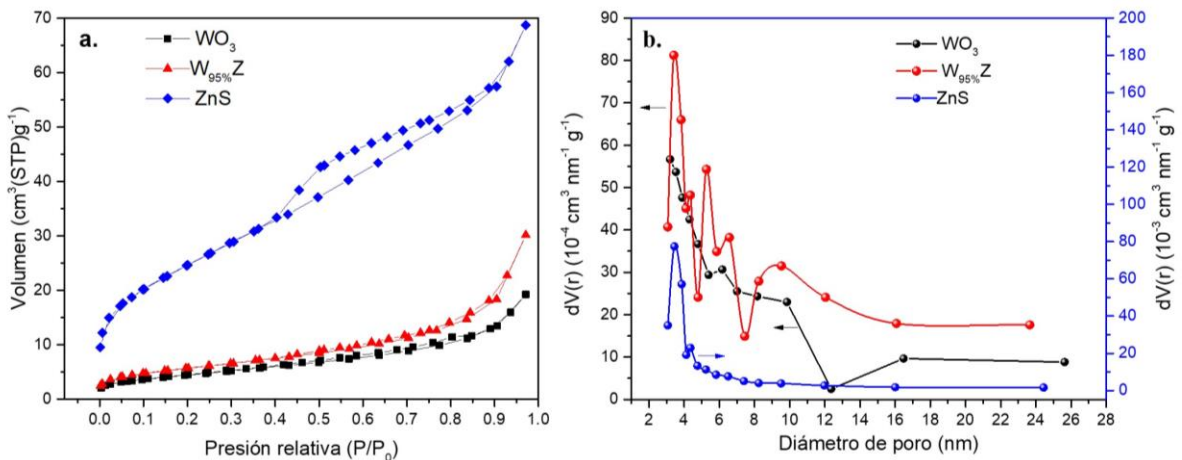 a.
WO₃
W₉₅%Z
ZnS
Volumen (cm³(STP)g⁻¹)
70
60
50
40
30
20
10
0
0.0 0.1 0.2 0.3 0.4 0.5 0.6 0.7 0.8 0.9 1.0
Presión relativa (P/P₀)
b.
WO₃
W₉₅%Z
ZnS
dV(r) (10⁻⁴ cm³ nm⁻¹ g⁻¹)
90
80
70
60
50
40
30
20
10
0
2 4 6 8 10 12 14 16 18 20 22 24 26 28
Diámetro de poro (nm)
200
180
160
140
120
100
80
60
40
20
0
dV(r) (10⁻³ cm³ nm⁻¹ g⁻¹)